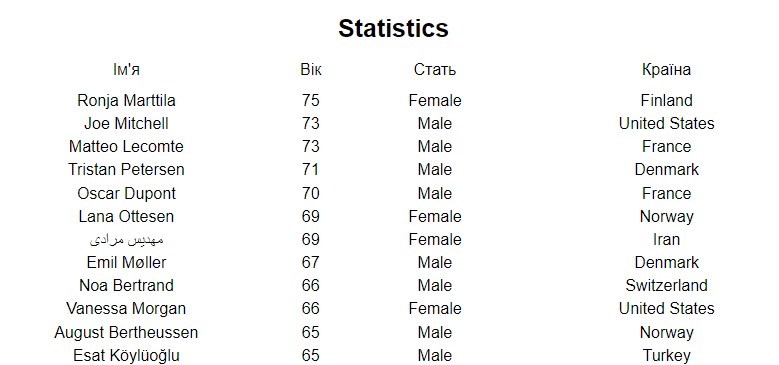 Statistics
Ім'я Вік Стать Країна
Ronja Marttila 75 Female Finland
Joe Mitchell 73 Male United States
Matteo Lecomte 73 Male France
Tristan Petersen 71 Male Denmark
Oscar Dupont 70 Male France
Lana Ottesen 69 Female Norway
مهدیس مرادی 69 Female Iran
Emil Møller 67 Male Denmark
Noa Bertrand 66 Male Switzerland
Vanessa Morgan 66 Female United States
August Bertheussen 65 Male Norway
Esat Köylüoğlu 65 Male Turkey